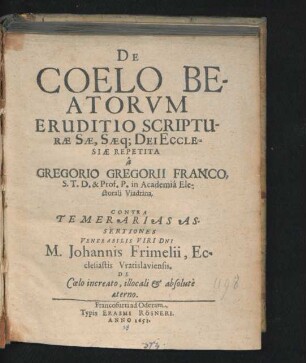 DE
COELO BE-
ATORVM
ERUDITIO SCRIPTU-
RÆ SÆ, SÆq; DEI ECCLE-
SIÆ REPETITA
à
GREGORIO GREGORII FRANCO,
S. T. D. & Prof. P. in Academiâ Ele-
ctorali Viadrina,
CONTRA
TEMERARIAS AS-
SERTIONES
VENERABILIS VIRI DNI
M. Johannis Frimelii, Ec-
clesiastis Vratislaviensis,
DE
Cœlo increato, illocali & absolutè
æterno.
Francofurti ad Oderam,
Typis ERASMI RÖSNERI.
ANNO 1652.